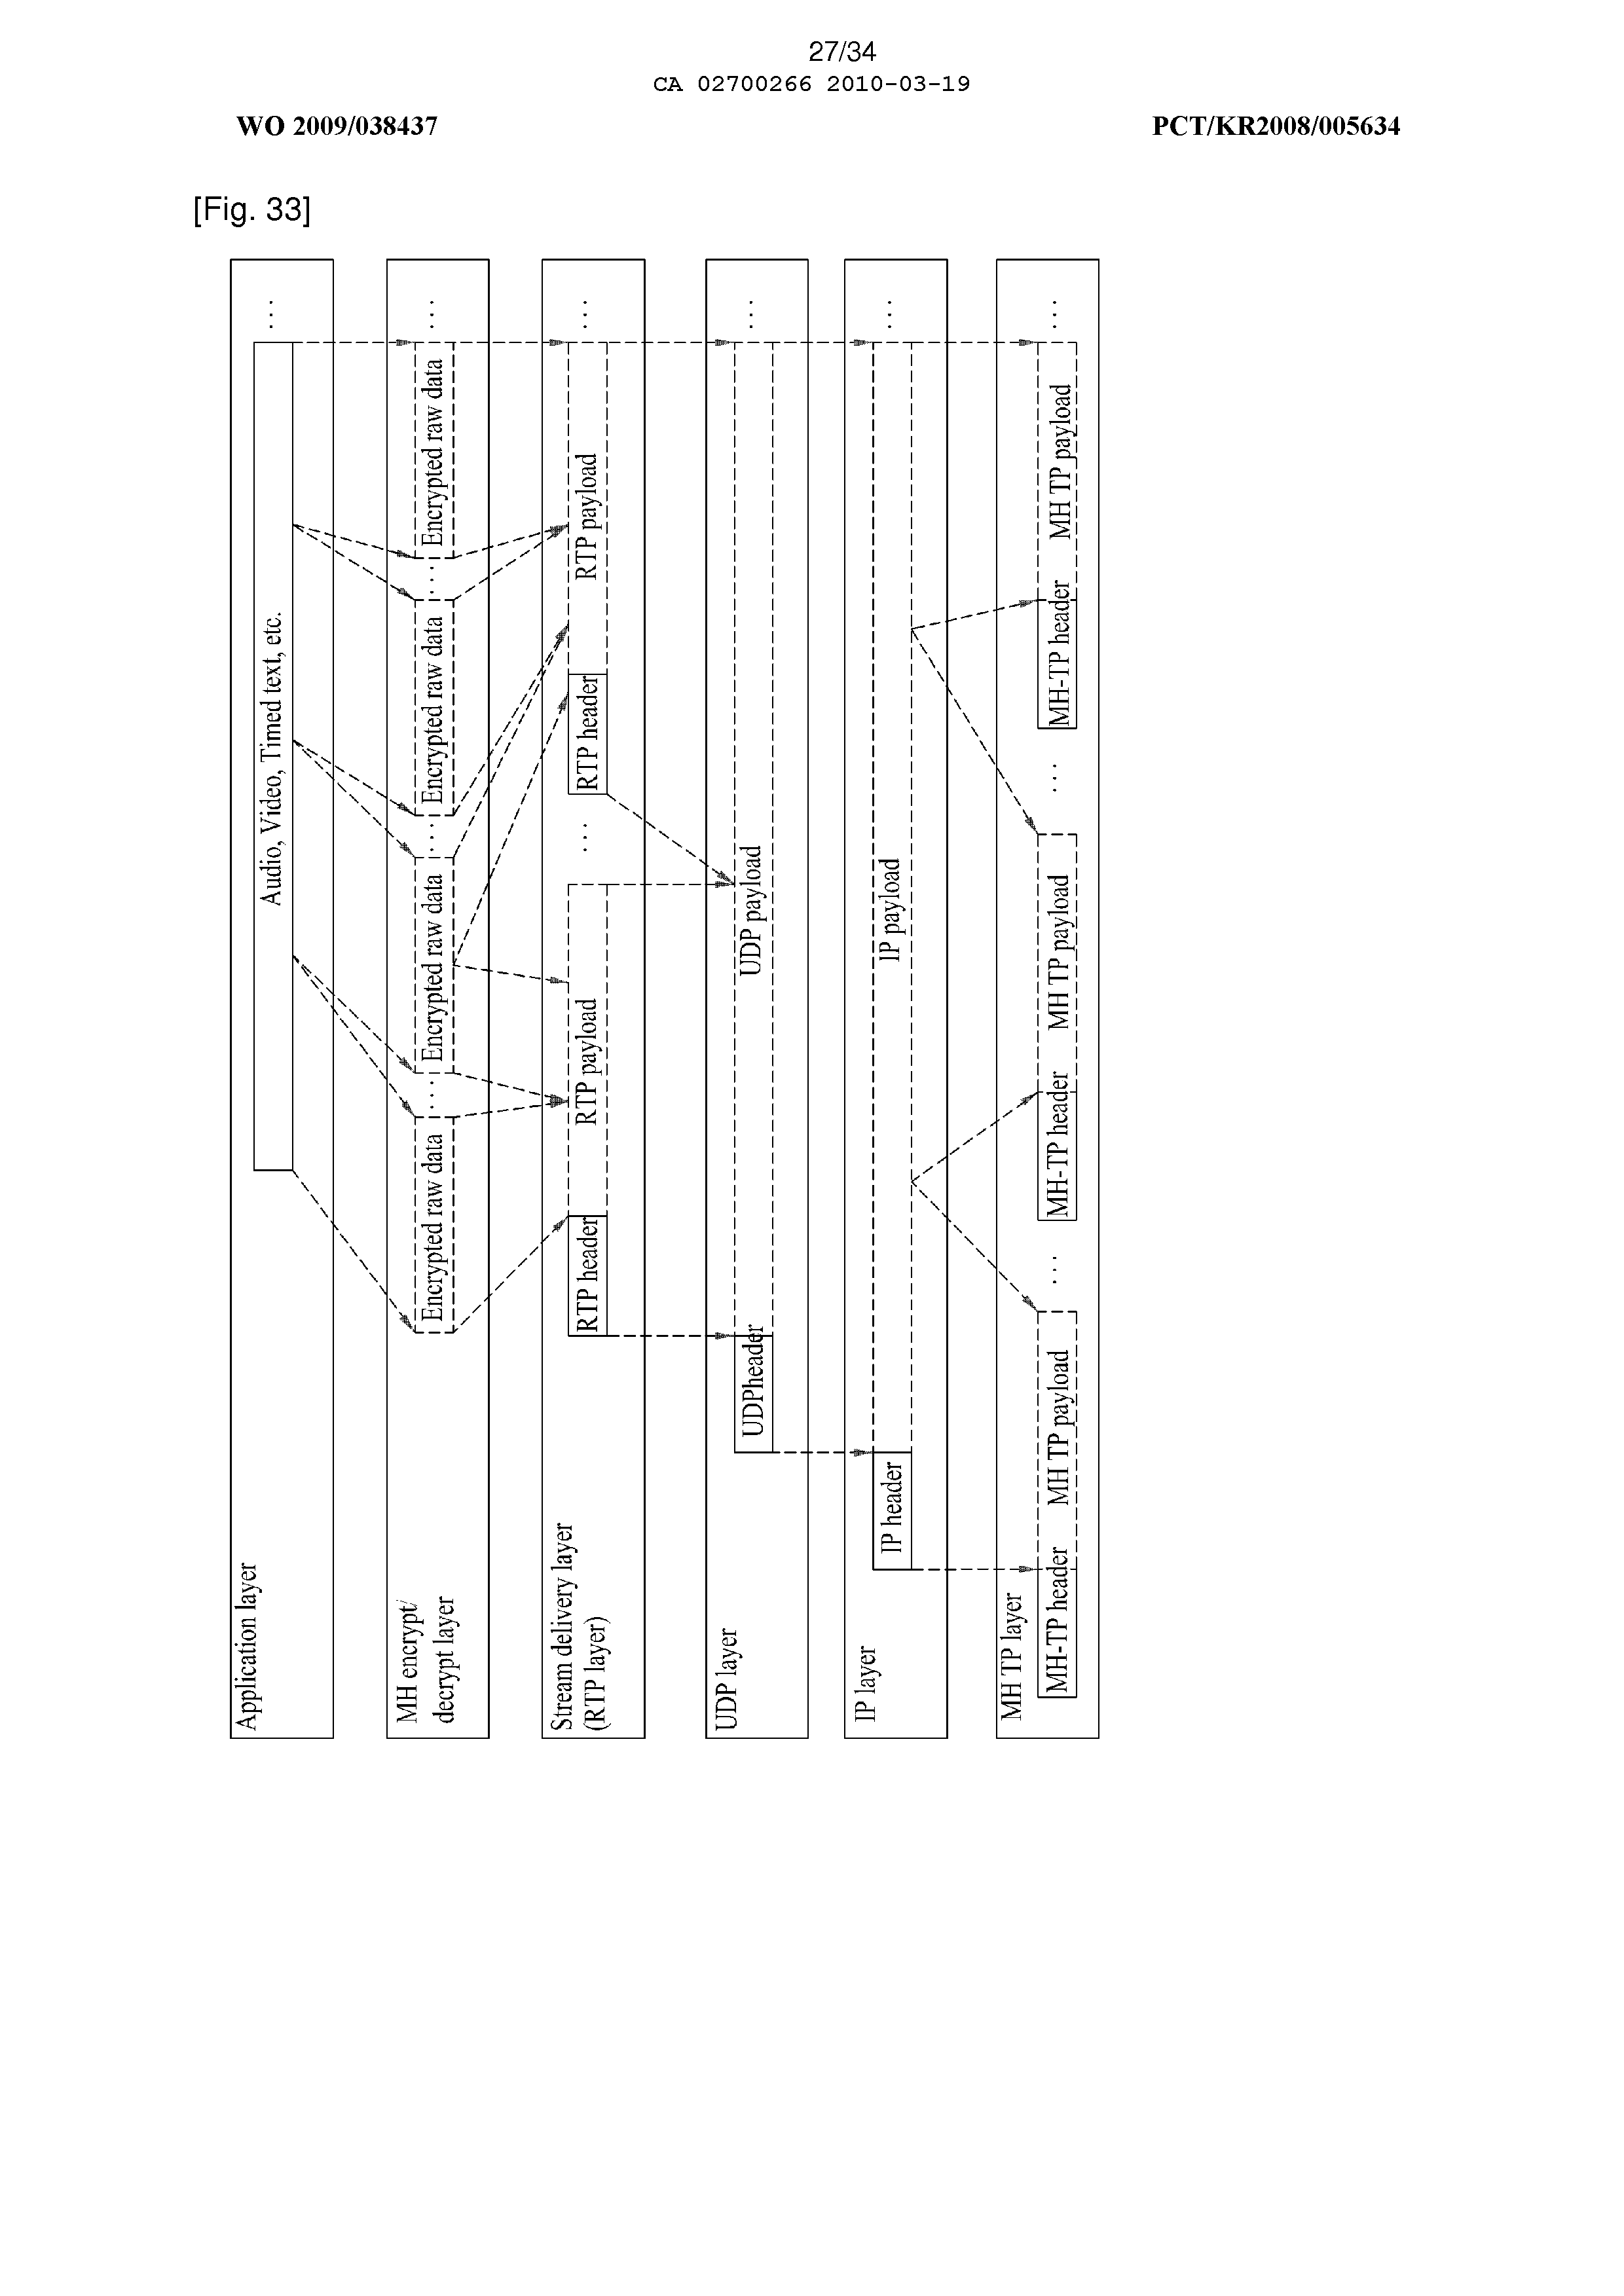 27/34
CA 02700266 2010-03-19
WO 2009/038437
PCT/KR2008/005634
[Fig. 33]
Application layer
Audio, Video, Timed text, etc.
...
MH encrypt/
decrypt layer
Encrypted raw data
...
Encrypted raw data
...
Encrypted raw data
...
Encrypted raw data
...
Stream delivery layer
(RTP layer)
RTP header
RTP payload
...
RTP header
RTP payload
...
UDP layer
UDPheader
UDP payload
...
IP layer
IP header
IP payload
...
MH TP layer
MH-TP header
MH TP payload
...
MH-TP header
MH TP payload
...
MH-TP header
MH TP payload
...